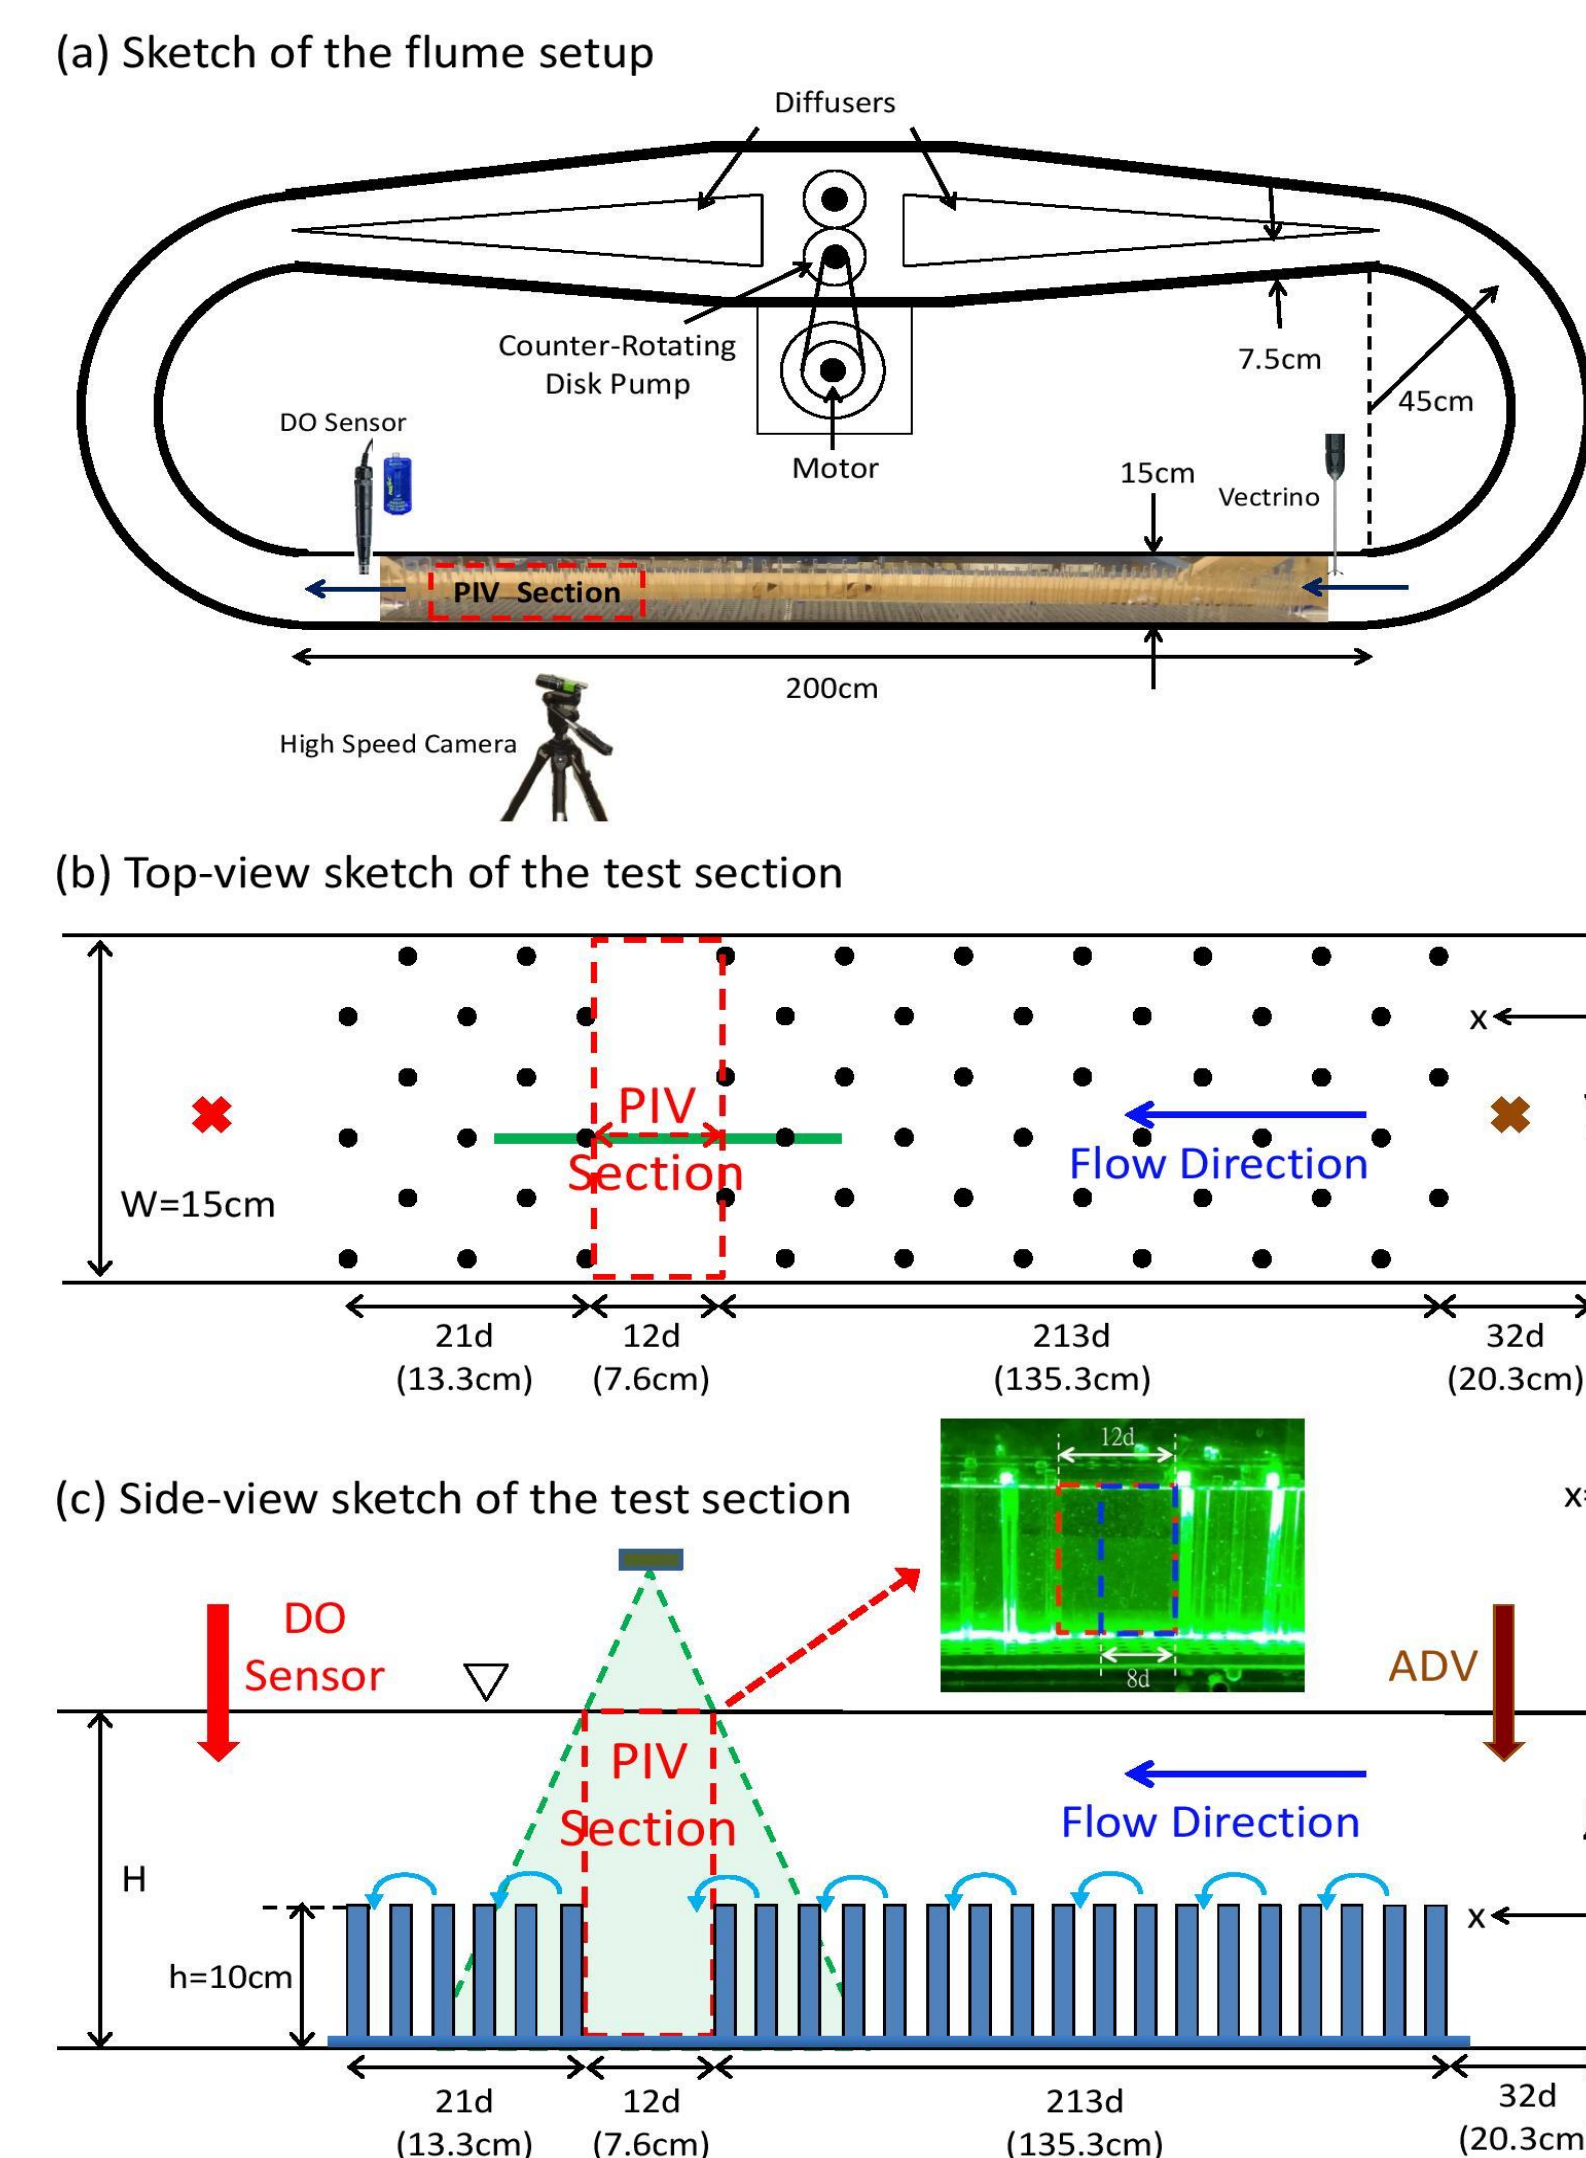 (a) Sketch of the flume setup
Diffusers
Counter-Rotating
Disk Pump
7.5cm
45cm
DO Sensor
Motor
15cm
Vectrino
PIV Section
200cm
High Speed Camera
(b) Top-view sketch of the test section
x
PIV
Section
Flow Direction
W=15cm
21d
(13.3cm)
12d
(7.6cm)
213d
(135.3cm)
32d
(20.3cm)
12d
(c) Side-view sketch of the test section
8d
DO
Sensor
ADV
PIV
Section
Flow Direction
H
x
h=10cm
21d
(13.3cm)
12d
(7.6cm)
213d
(135.3cm)
32d
(20.3cm